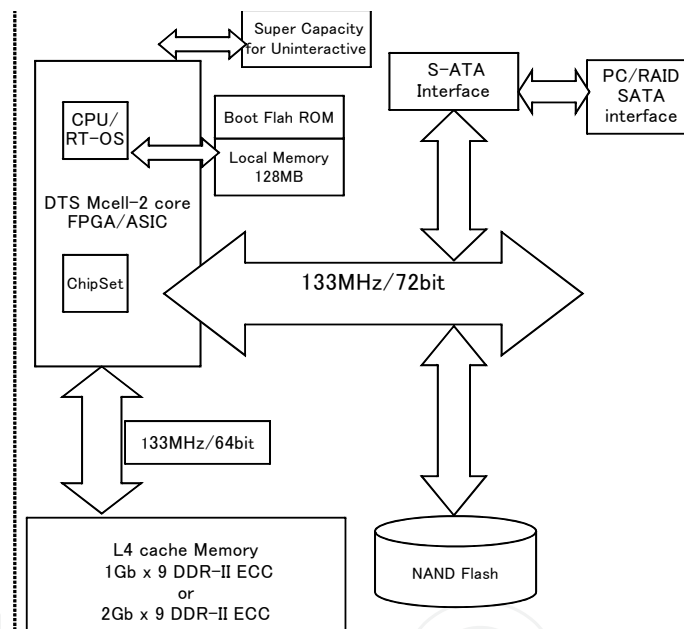 Super Capacity
for Uninteractive
S-ATA
Interface
PC/RAID
SATA
interface
CPU/
RT-OS
Boot Flah ROM
Local Memory
128MB
DTS Mcell-2 core
FPGA/ASIC
ChipSet
133MHz/72bit
133MHz/64bit
L4 cache Memory
1Gb x 9 DDR-II ECC
or
2Gb x 9 DDR-II ECC
NAND Flash